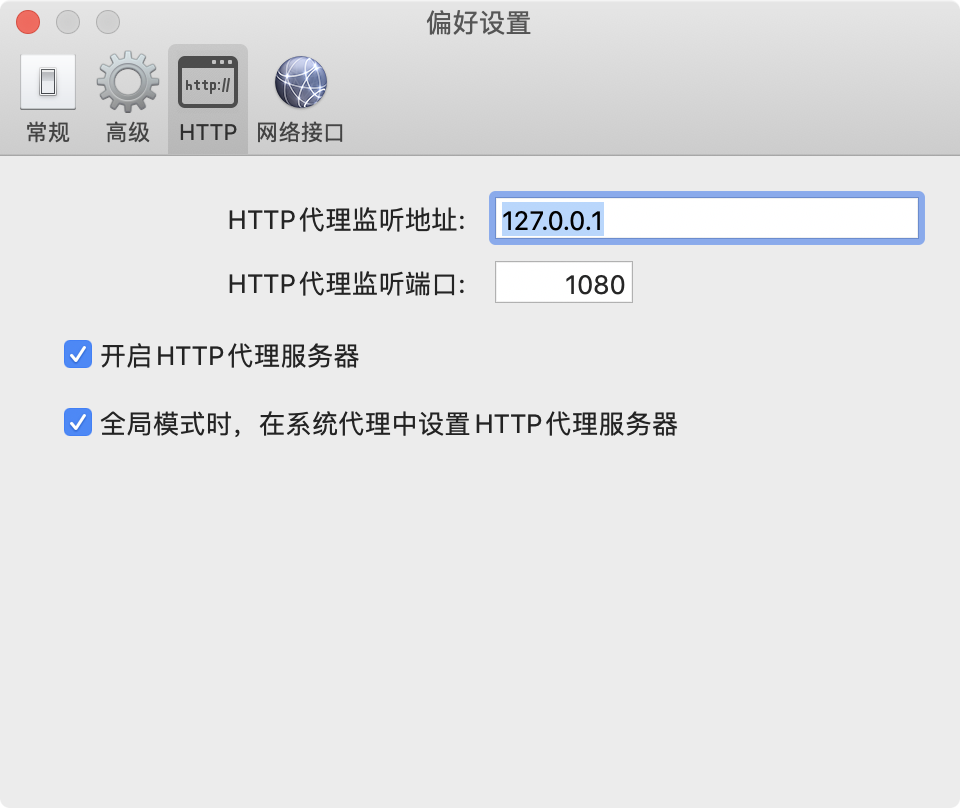 偏好设置
http://
常规 高级 HTTP 网络接口
HTTP代理监听地址: 127.0.0.1
HTTP代理监听端口: 1080
开启HTTP代理服务器
全局模式时，在系统代理中设置HTTP代理服务器